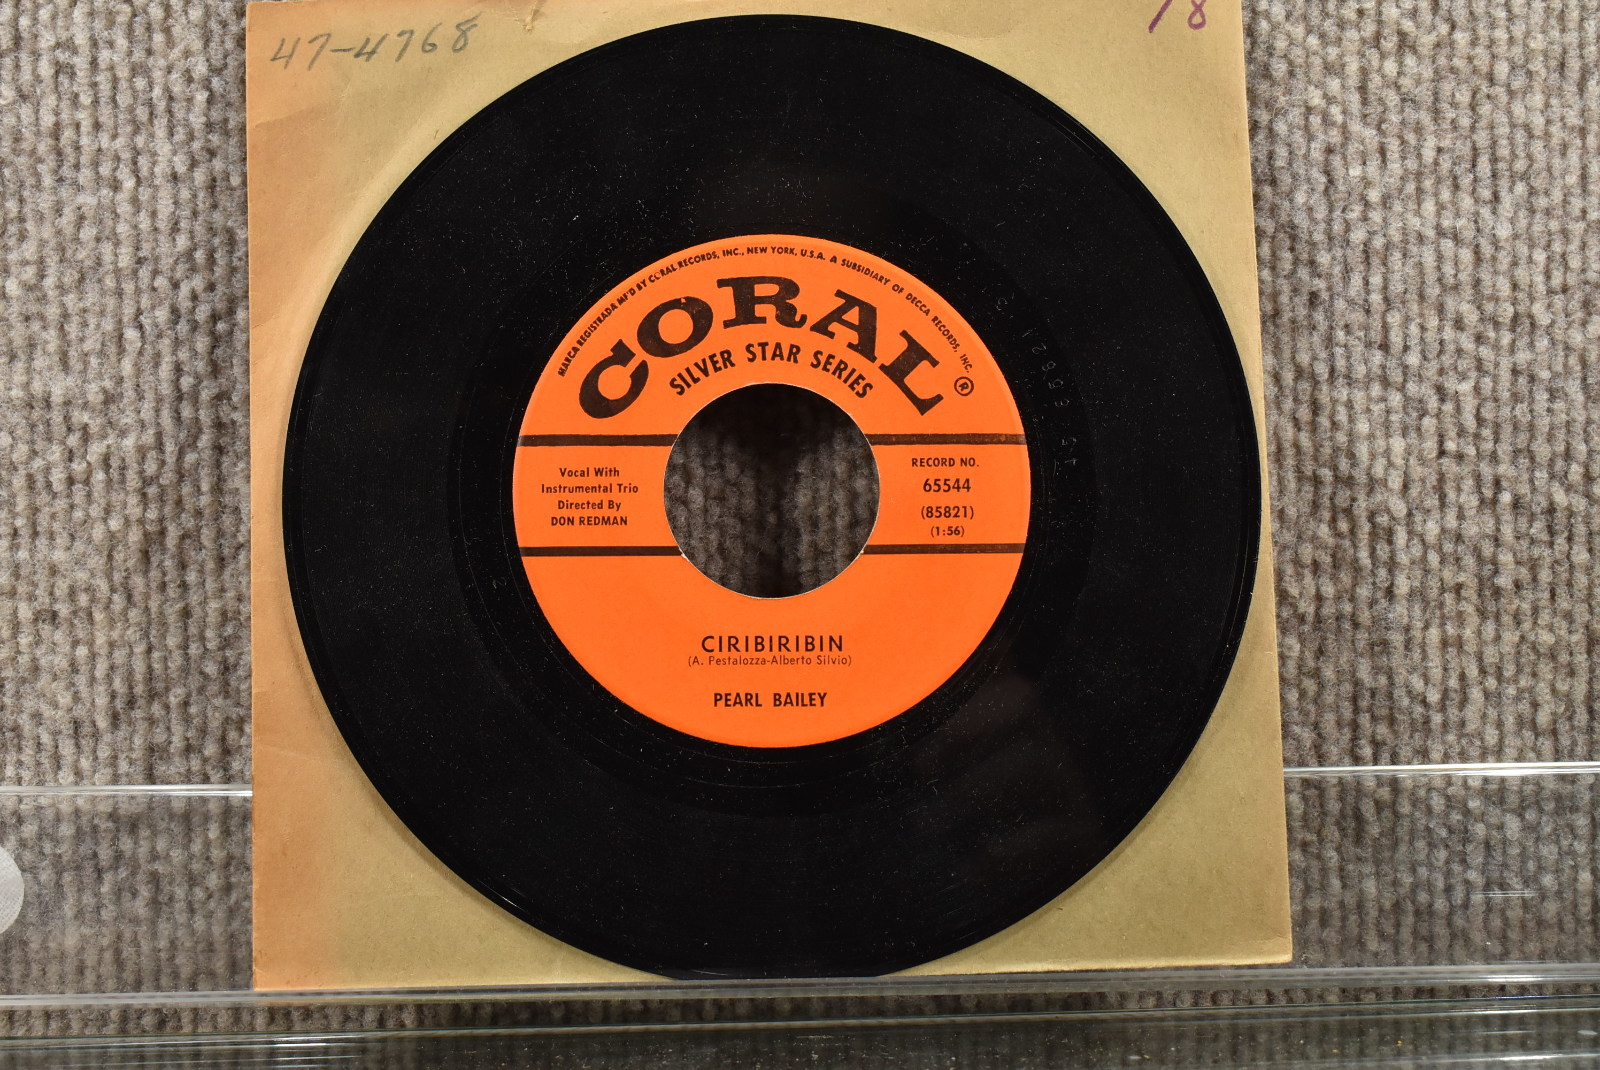 47-4768
18
MARCA REGISTRADA MF'D BY CORAL RECORDS, INC., NEW YORK, U.S.A. A SUBSIDIARY OF DECCA RECORDS, INC.
CORAL ®
SILVER STAR SERIES
Vocal With
Instrumental Trio
Directed By
DON REDMAN
RECORD NO.
65544
(85821)
(1:56)
CIRIBIRIBIN
(A. Pestalozza-Alberto Silvio)
PEARL BAILEY